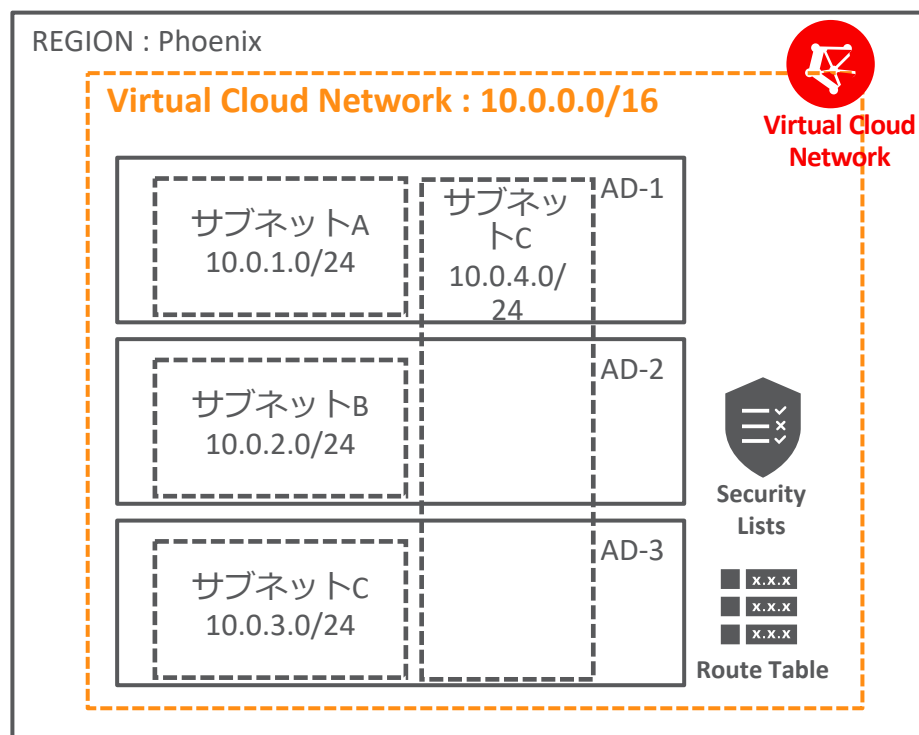 REGION : Phoenix
Virtual Cloud Network : 10.0.0.0/16
Virtual Cloud
Network
サブネットA
10.0.1.0/24
サブネッ
トC
10.0.4.0/
24
AD-1
サブネットB
10.0.2.0/24
AD-2
Security
Lists
サブネットC
10.0.3.0/24
AD-3
x.x.x
x.x.x
x.x.x
Route Table